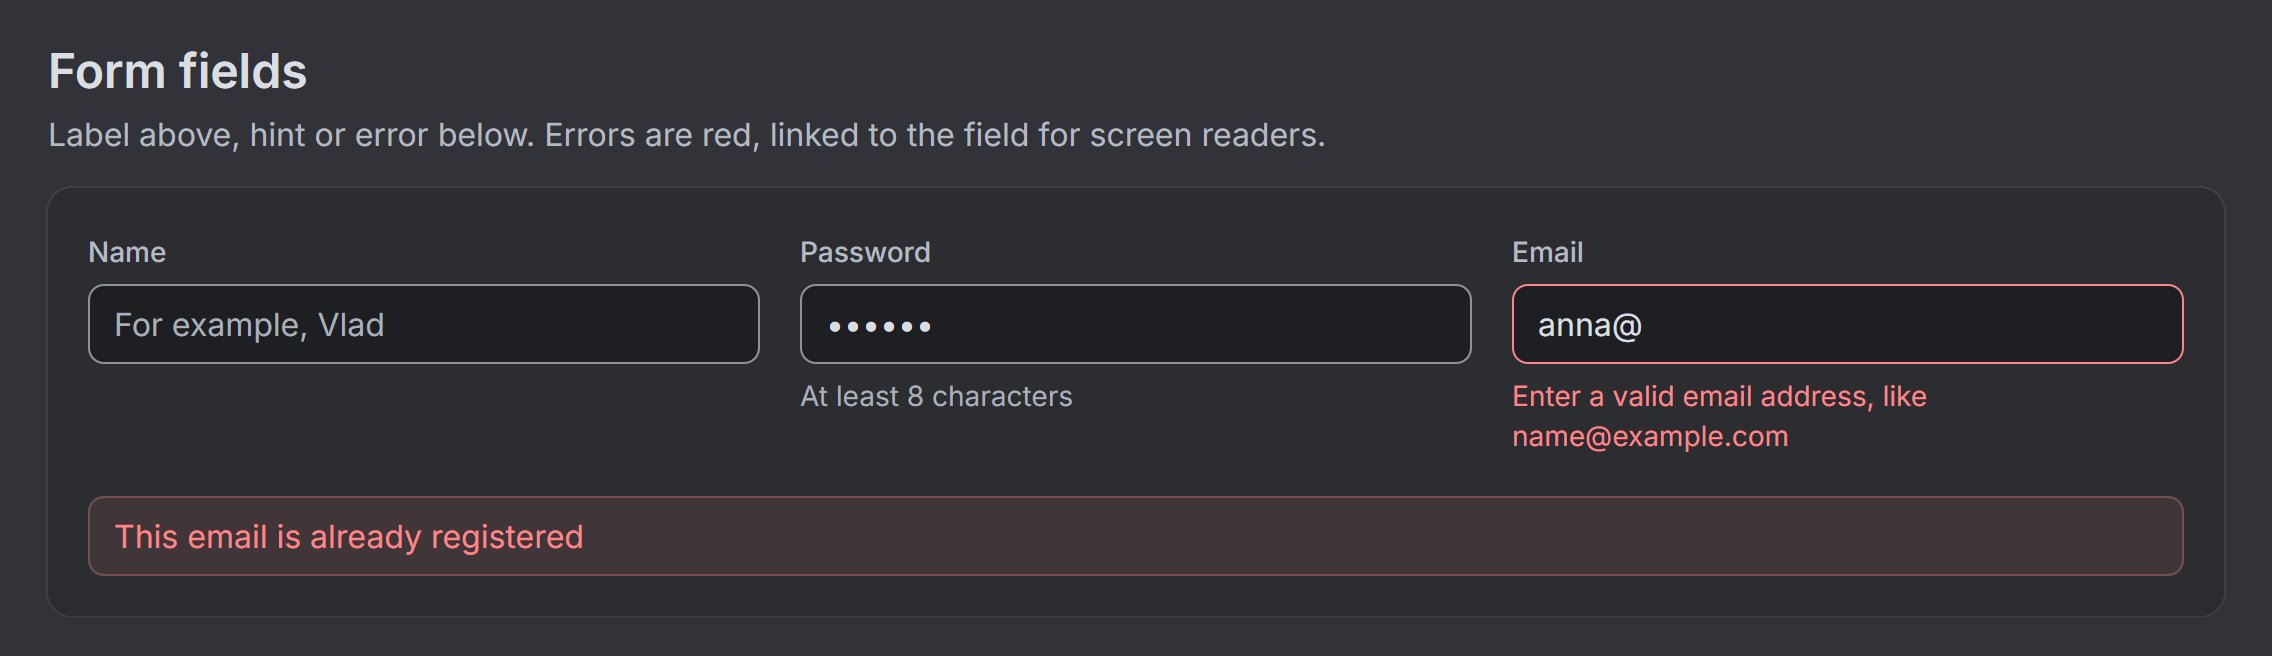 Form fields
Label above, hint or error below. Errors are red, linked to the field for screen readers.
Name
For example, Vlad
Password
••••••
At least 8 characters
Email
anna@
Enter a valid email address, like
name@example.com
This email is already registered